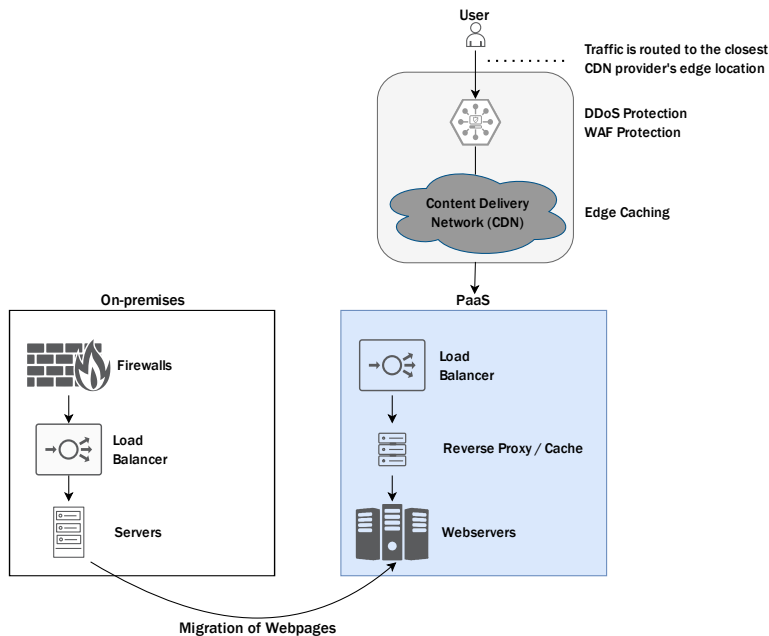 User
Traffic is routed to the closest
CDN provider's edge location
DDoS Protection
WAF Protection
Content Delivery
Network (CDN)
Edge Caching
On-premises
Firewalls
Load
Balancer
Servers
PaaS
Load
Balancer
Reverse Proxy / Cache
Webservers
Migration of Webpages